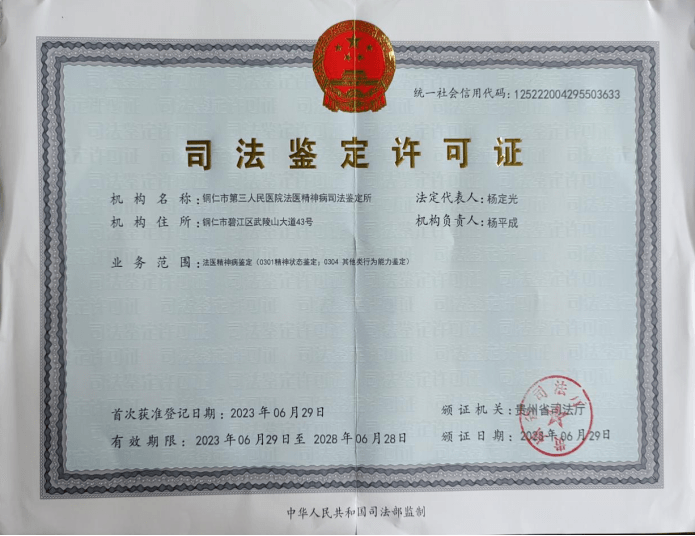 统一社会信用代码：125222004295503633
司法鉴定许可证
机构名称：铜仁市第三人民医院法医精神病司法鉴定所 法定代表人：杨定光
机构住所：铜仁市碧江区武陵山大道43号 机构负责人：杨平成
业务范围：法医精神病鉴定（0301精神状态鉴定；0304 其他类行为能力鉴定）
首次获准登记日期：2023年06月29日 颁证机关：贵州省司法厅
有效期限：2023年06月29日至 2028年06月28日 颁证日期：2023年06月29日
中华人民共和国司法部监制